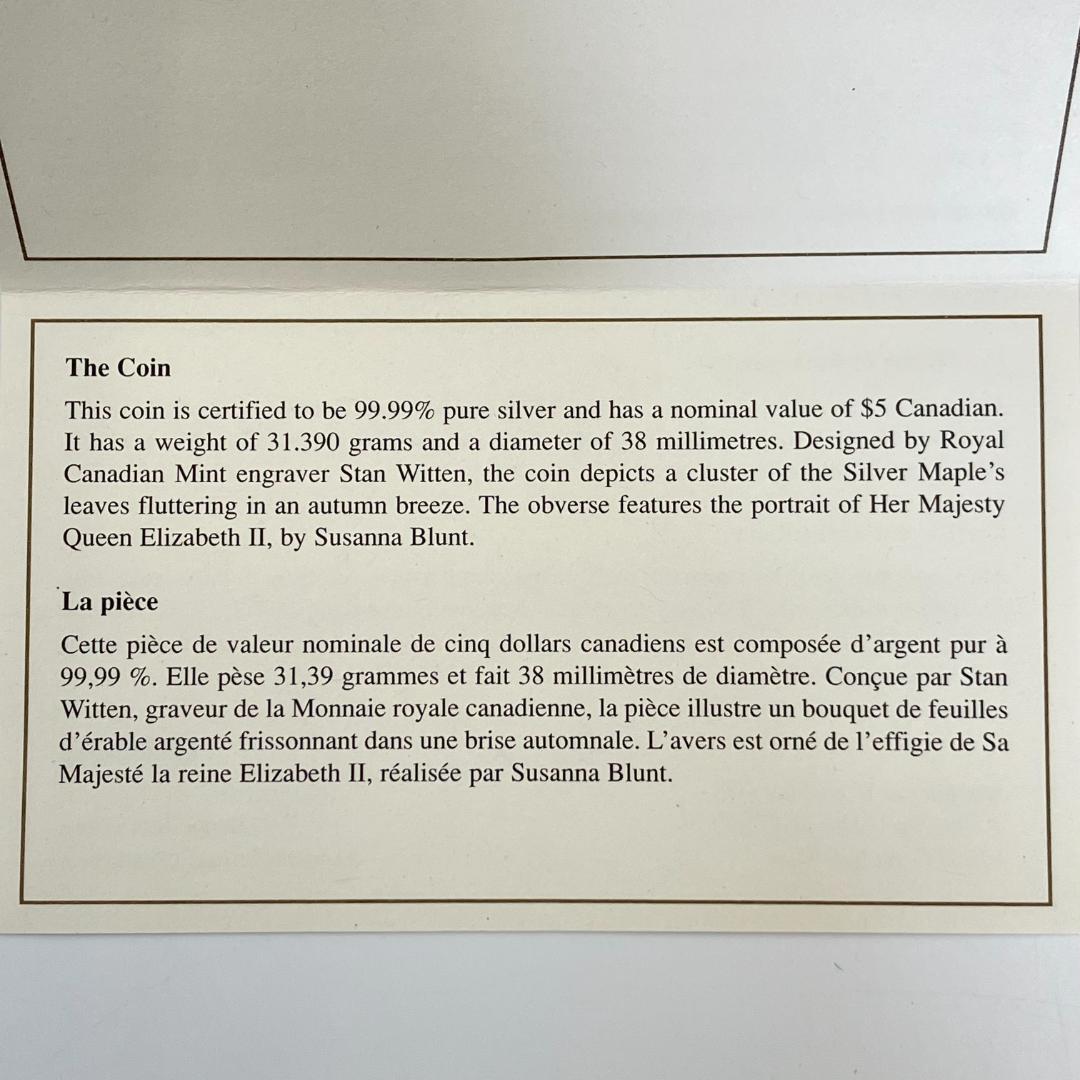 The Coin
This coin is certified to be 99.99% pure silver and has a nominal value of $5 Canadian.
It has a weight of 31.390 grams and a diameter of 38 millimetres. Designed by Royal
Canadian Mint engraver Stan Witten, the coin depicts a cluster of the Silver Maple's
leaves fluttering in an autumn breeze. The obverse features the portrait of Her Majesty
Queen Elizabeth II, by Susanna Blunt.
La pièce
Cette pièce de valeur nominale de cinq dollars canadiens est composée d'argent pur à
99,99 %. Elle pèse 31,39 grammes et fait 38 millimètres de diamètre. Conçue par Stan
Witten, graveur de la Monnaie royale canadienne, la pièce illustre un bouquet de feuilles
d'érable argenté frissonnant dans une brise automnale. L'avers est orné de l'effigie de Sa
Majesté la reine Elizabeth II, réalisée par Susanna Blunt.